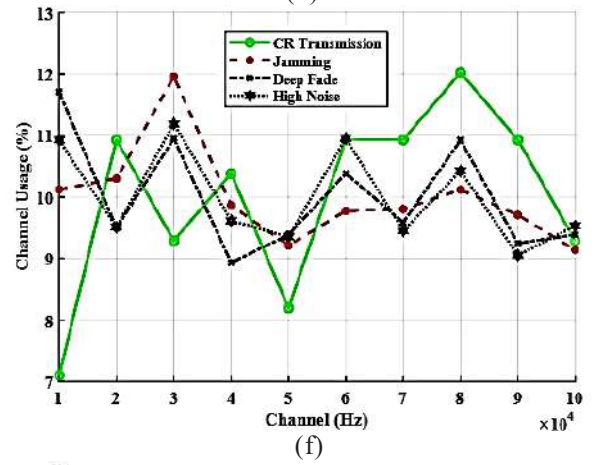 13
12
11
10
9
8
7
Channel Usage (%)
CR Transmission
Jamming
Deep Fade
High Noise
1 2 3 4 5 6 7 8 9 10
Channel (Hz)
×10⁴
(f)